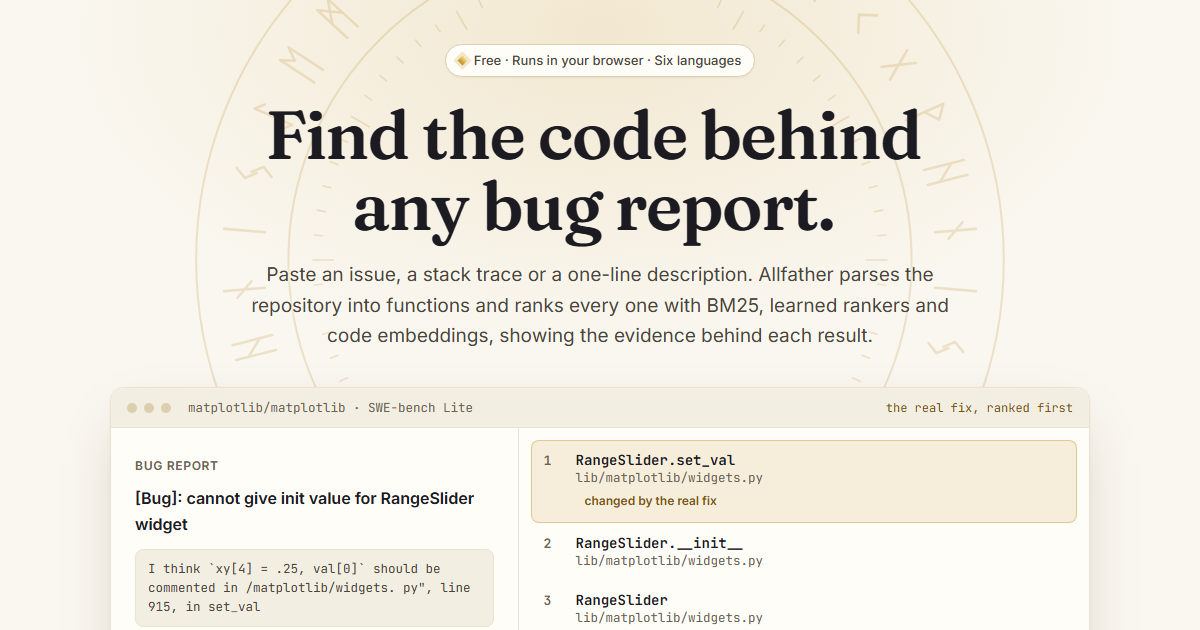 Free · Runs in your browser · Six languages
Find the code behind
any bug report.
Paste an issue, a stack trace or a one-line description. Allfather parses the
repository into functions and ranks every one with BM25, learned rankers and
code embeddings, showing the evidence behind each result.
matplotlib/matplotlib · SWE-bench Lite
the real fix, ranked first
BUG REPORT
[Bug]: cannot give init value for RangeSlider
widget
I think `xy[4] = .25, val[0]` should be
commented in /matplotlib/widgets. py", line
915, in set_val
1 RangeSlider.set_val
lib/matplotlib/widgets.py
changed by the real fix
2 RangeSlider.__init__
lib/matplotlib/widgets.py
3 RangeSlider
lib/matplotlib/widgets.py